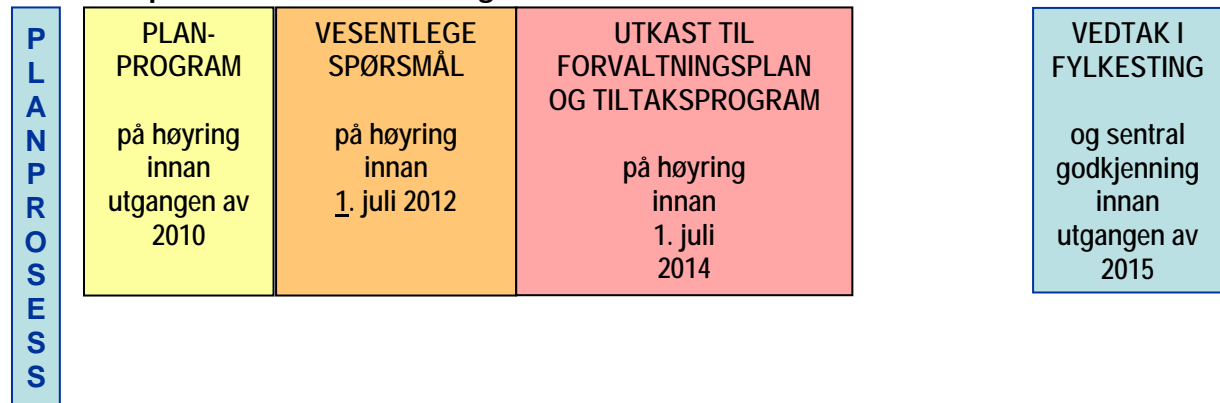 PLANPROSESS
PLAN-
PROGRAM
på høyring
innan
utgangen av
2010
VESENTLEGE
SPØRSMÅL
på høyring
innan
1. juli 2012
UTKAST TIL
FORVALTNINGSPLAN
OG TILTAKSPROGRAM
på høyring
innan
1. juli
2014
VEDTAK I
FYLKESTING
og sentral
godkjenning
innan
utgangen av
2015